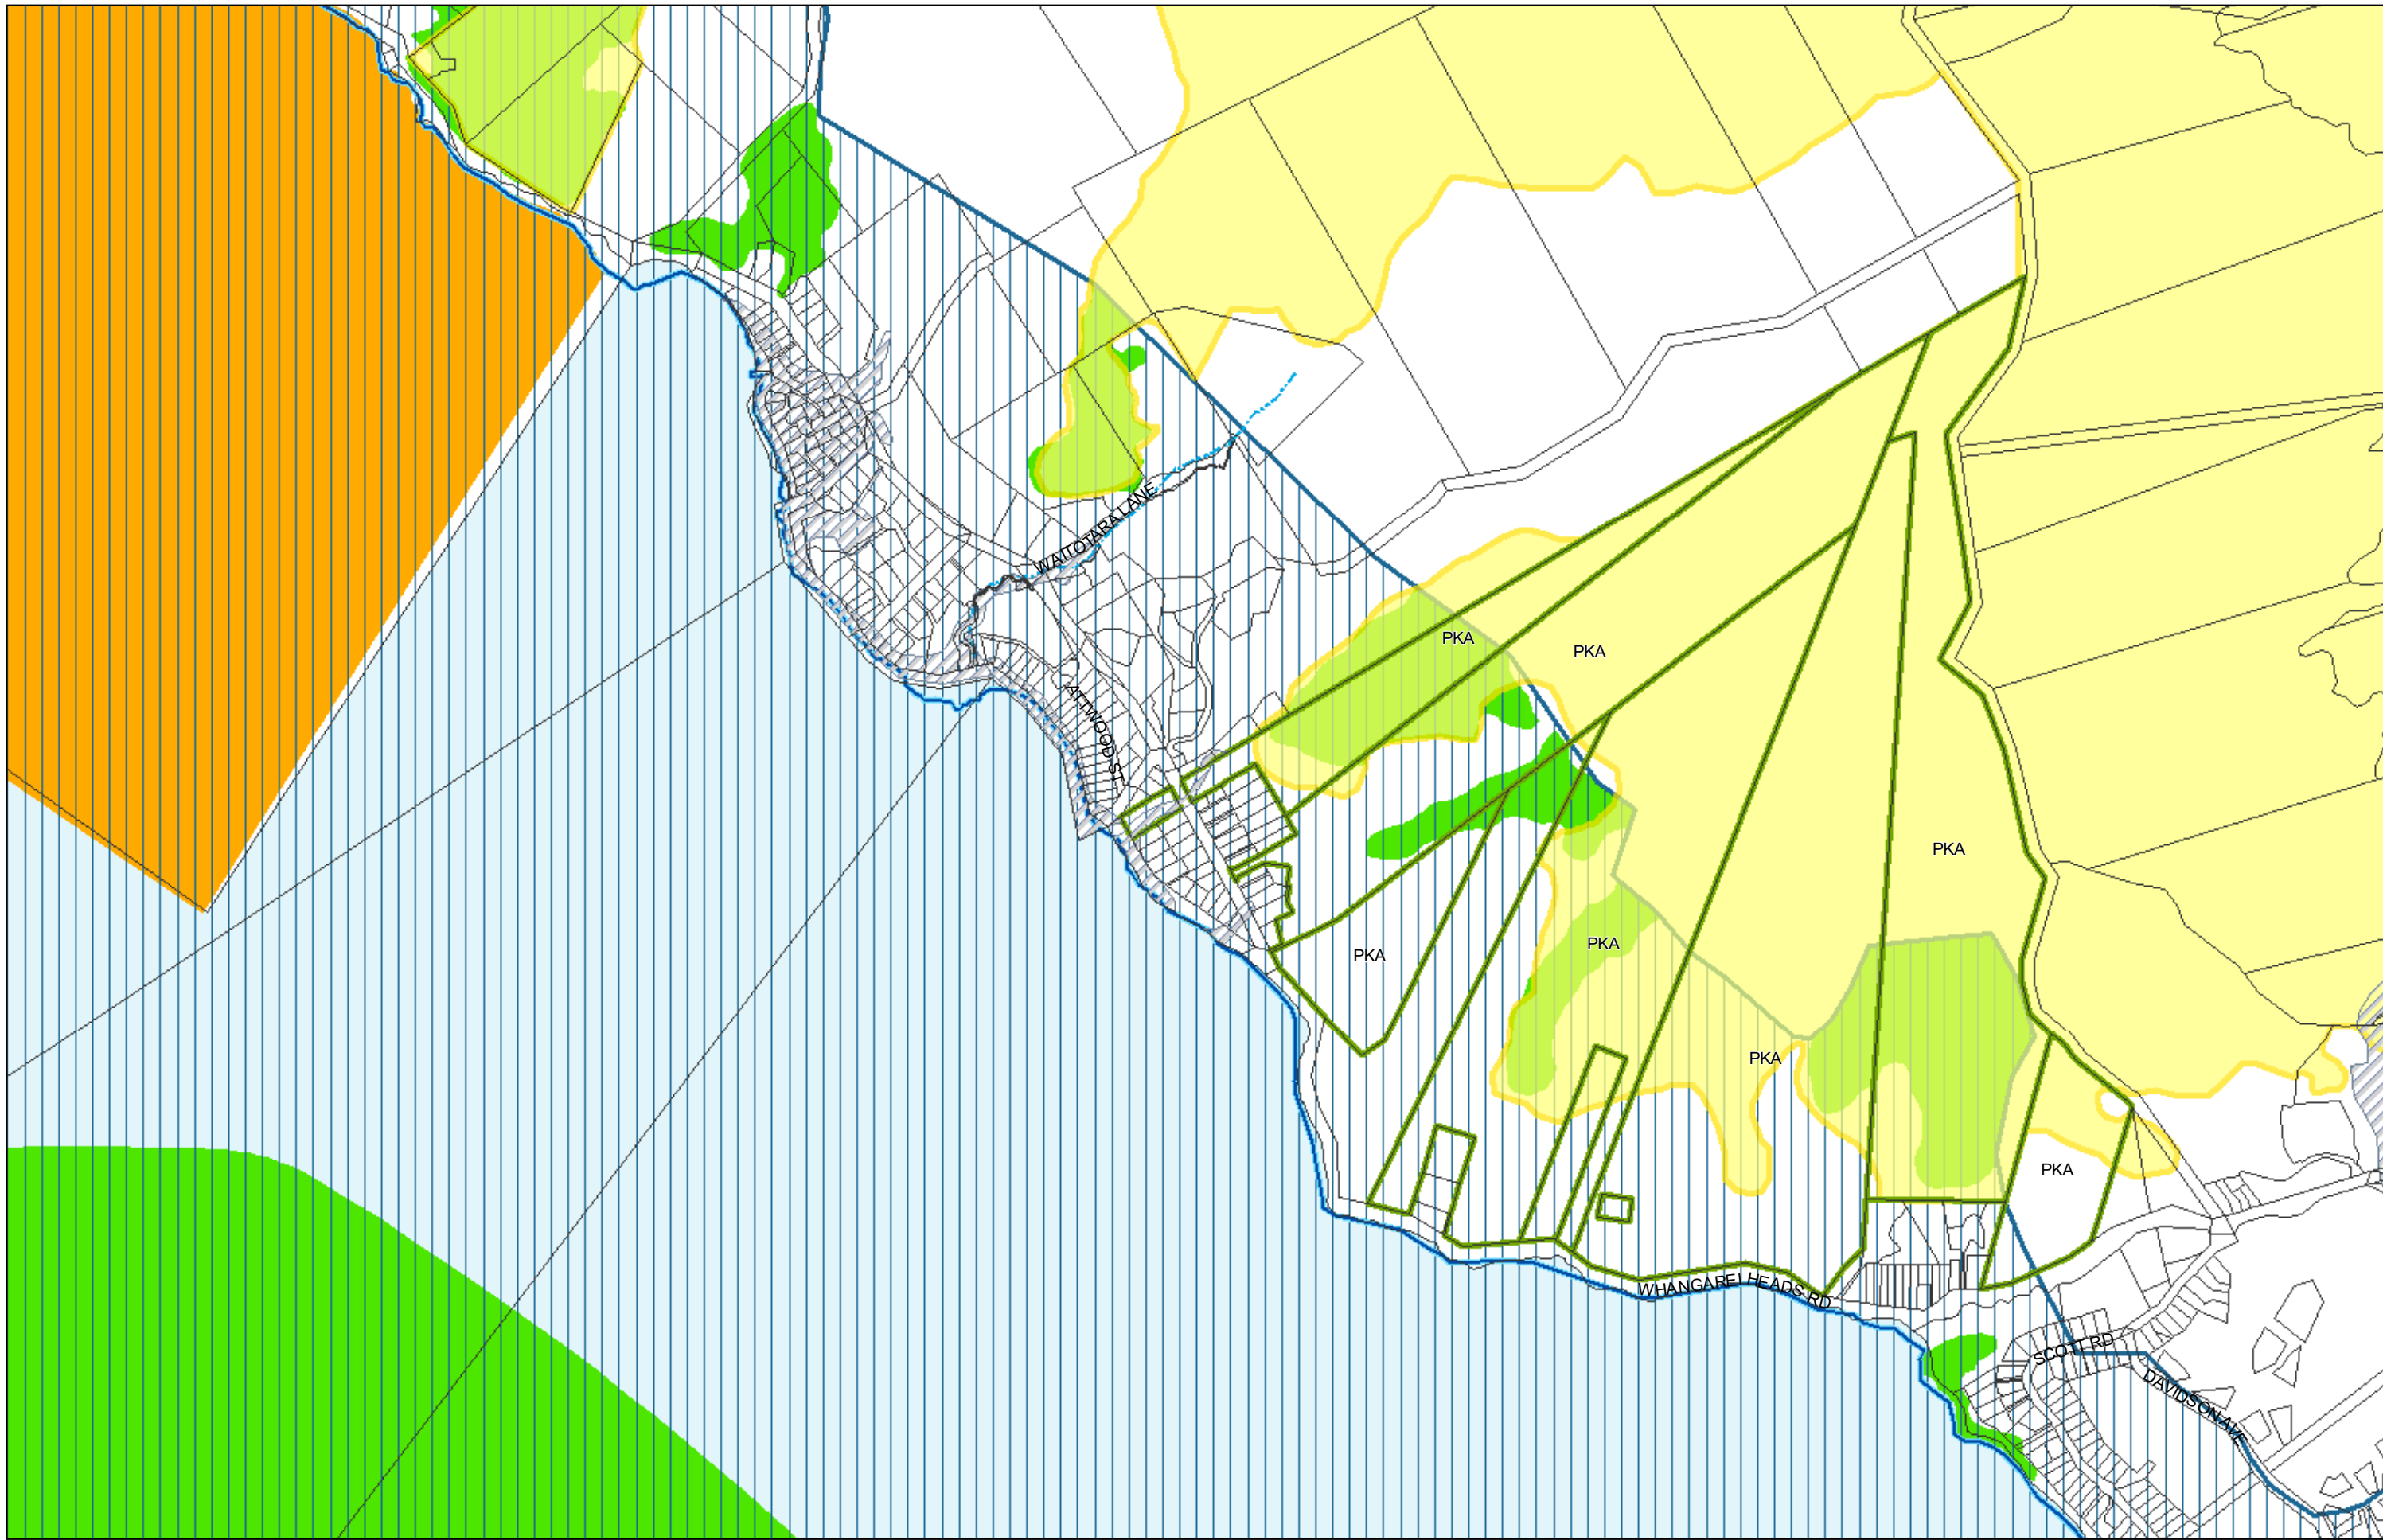 WAITOTARA LANE
PKA
PKA
ATTWOOD ST
PKA
PKA
PKA
PKA
PKA
WHANGAREI HEADS RD
SCOTT RD
DAVIDSON AVE